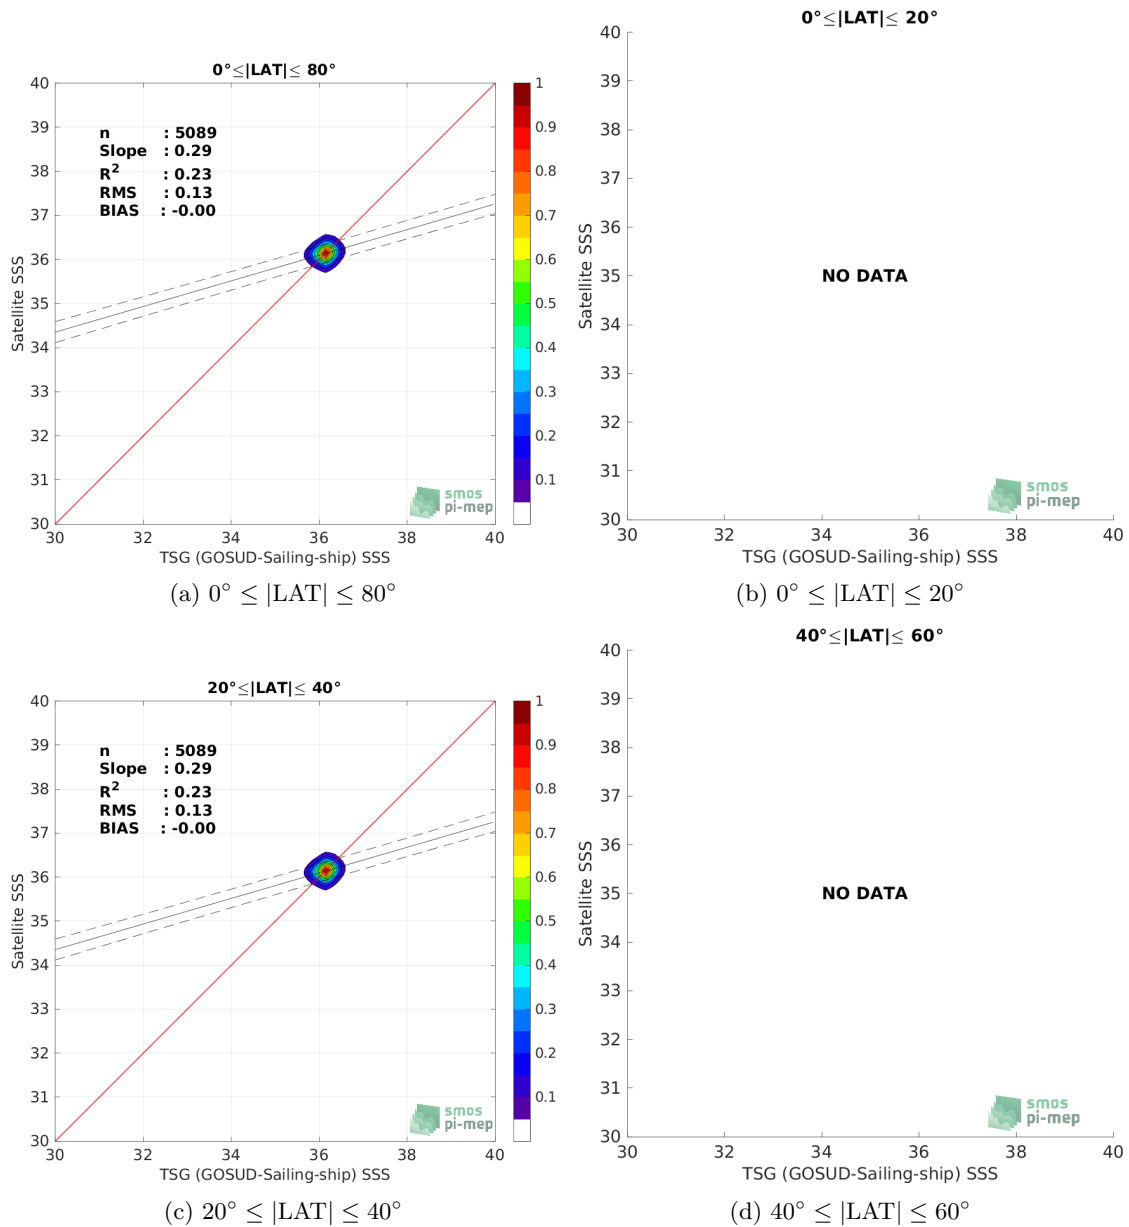 0°≤|LAT|≤ 80°
n : 5089
Slope : 0.29
R² : 0.23
RMS : 0.13
BIAS : -0.00
40
39
38
37
36
35
34
33
32
31
30
Satellite SSS
30 32 34 36 38 40
TSG (GOSUD-Sailing-ship) SSS
1
0.9
0.8
0.7
0.6
0.5
0.4
0.3
0.2
0.1
smos
pi-mep
(a) 0° ≤ |LAT| ≤ 80°
0°≤|LAT|≤ 20°
40
39
38
37
36
35
34
33
32
31
30
Satellite SSS
NO DATA
smos
pi-mep
30 32 34 36 38 40
TSG (GOSUD-Sailing-ship) SSS
(b) 0° ≤ |LAT| ≤ 20°
20°≤|LAT|≤ 40°
n : 5089
Slope : 0.29
R² : 0.23
RMS : 0.13
BIAS : -0.00
40
39
38
37
36
35
34
33
32
31
30
Satellite SSS
30 32 34 36 38 40
TSG (GOSUD-Sailing-ship) SSS
1
0.9
0.8
0.7
0.6
0.5
0.4
0.3
0.2
0.1
smos
pi-mep
(c) 20° ≤ |LAT| ≤ 40°
40°≤|LAT|≤ 60°
40
39
38
37
36
35
34
33
32
31
30
Satellite SSS
NO DATA
smos
pi-mep
30 32 34 36 38 40
TSG (GOSUD-Sailing-ship) SSS
(d) 40° ≤ |LAT| ≤ 60°